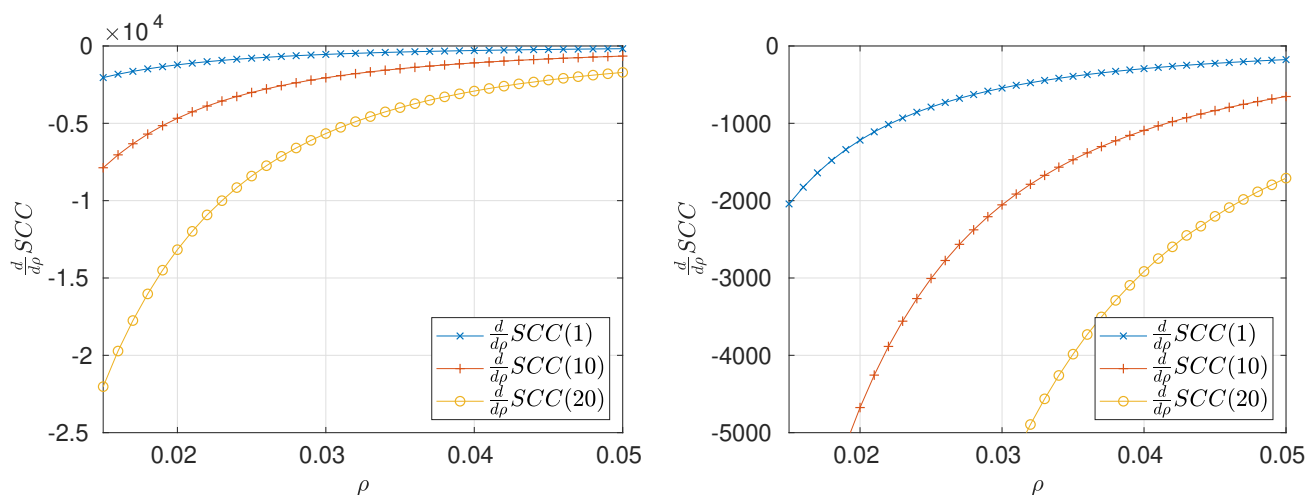 ×10⁴
0
-0.5
-1
-1.5
-2
-2.5
d/dρ SCC
0.02
0.03
0.04
0.05
ρ
d/dρ SCC(1)
d/dρ SCC(10)
d/dρ SCC(20)
0
-1000
-2000
-3000
-4000
-5000
d/dρ SCC
0.02
0.03
0.04
0.05
ρ
d/dρ SCC(1)
d/dρ SCC(10)
d/dρ SCC(20)